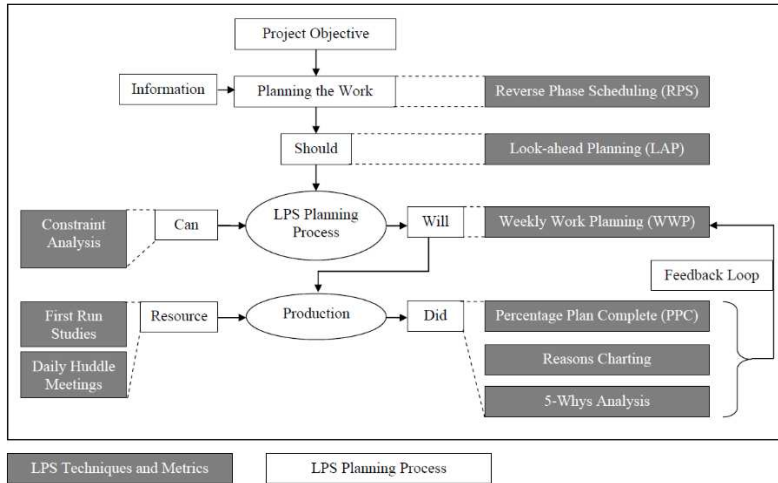 Project Objective
Information
Planning the Work
Reverse Phase Scheduling (RPS)
Should
Look-ahead Planning (LAP)
Constraint
Analysis
Can
LPS Planning
Process
Will
Weekly Work Planning (WWP)
Feedback Loop
First Run
Studies
Resource
Production
Did
Percentage Plan Complete (PPC)
Daily Huddle
Meetings
Reasons Charting
5-Whys Analysis
LPS Techniques and Metrics
LPS Planning Process